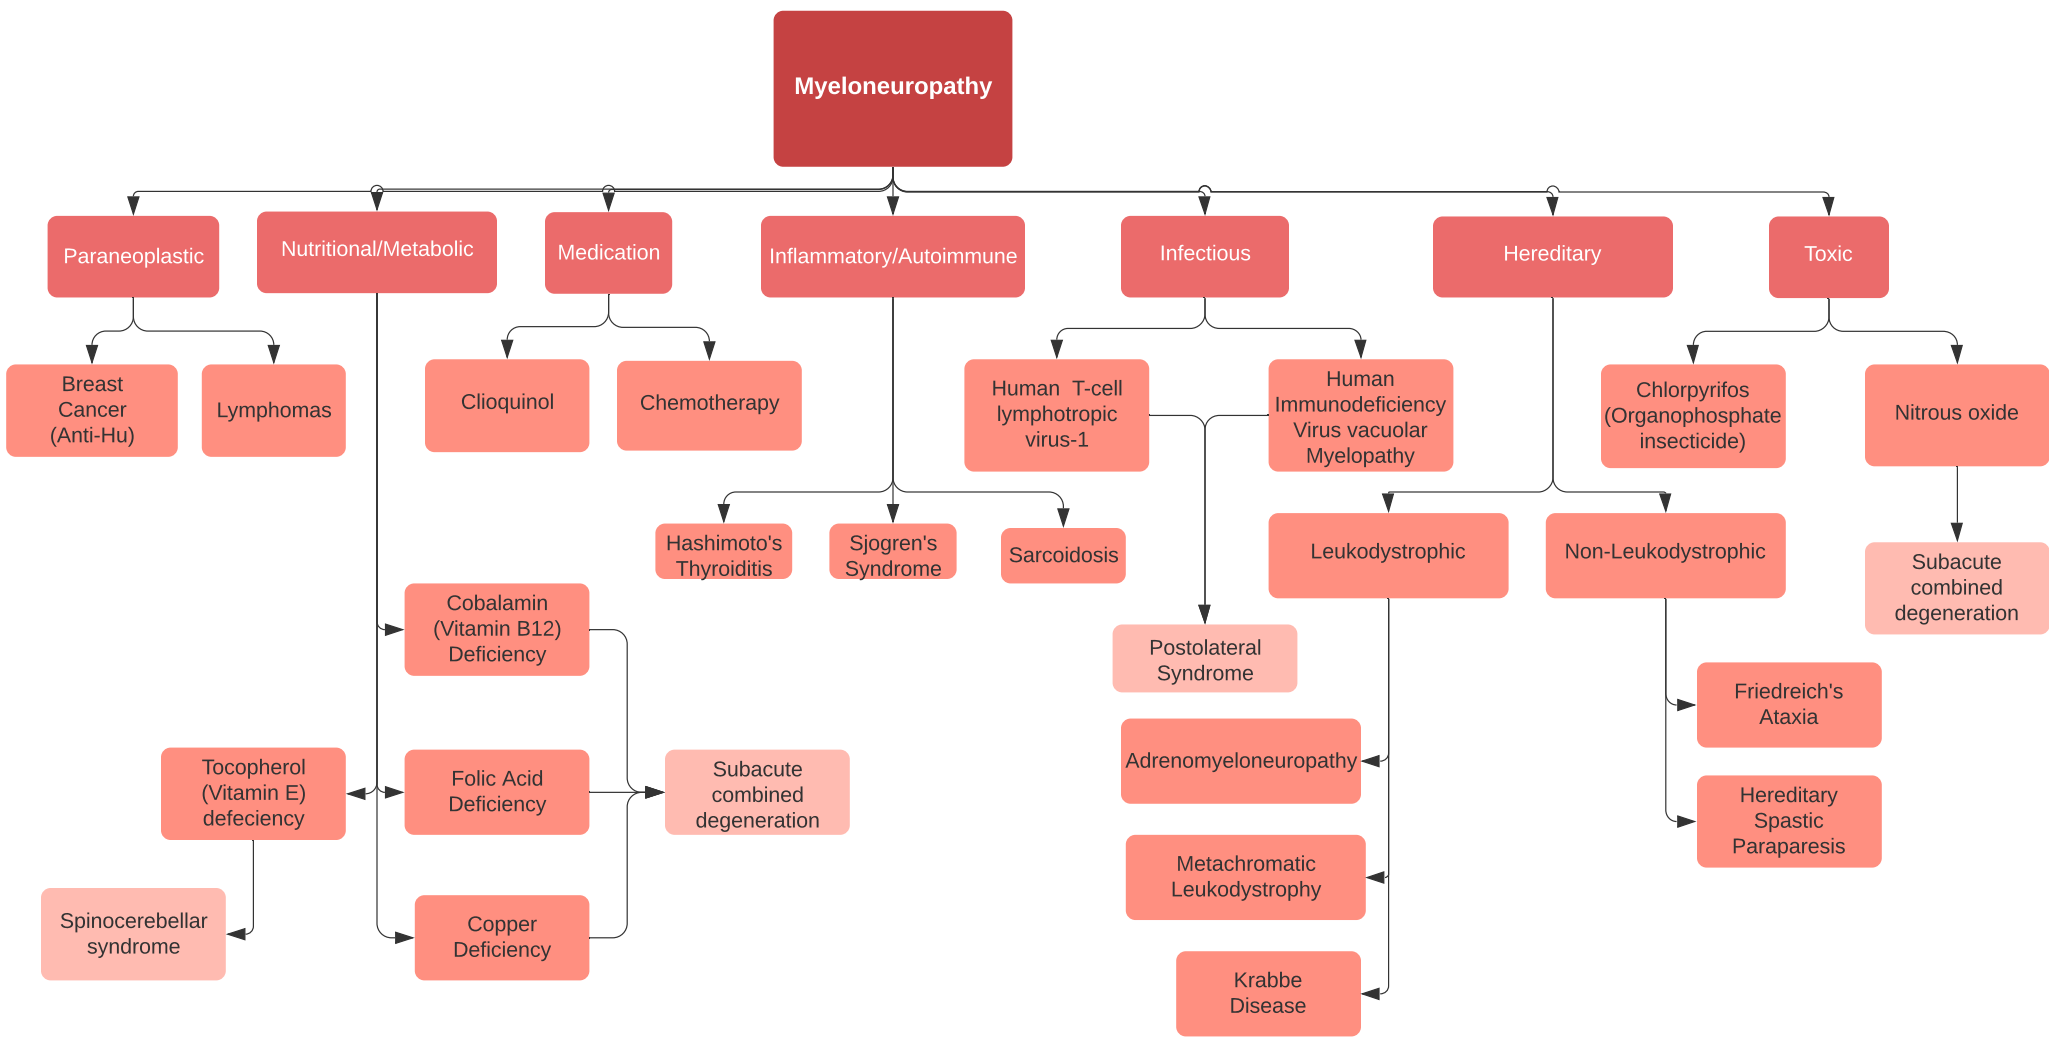 Myeloneuropathy
Paraneoplastic
Nutritional/Metabolic
Medication
Inflammatory/Autoimmune
Infectious
Hereditary
Toxic
Breast
Cancer
(Anti-Hu)
Lymphomas
Clioquinol
Chemotherapy
Human T-cell
lymphotropic
virus-1
Human
Immunodeficiency
Virus vacuolar
Myelopathy
Chlorpyrifos
(Organophosphate
insecticide)
Nitrous oxide
Hashimoto's
Thyroiditis
Sjogren's
Syndrome
Sarcoidosis
Leukodystrophic
Non-Leukodystrophic
Subacute
combined
degeneration
Cobalamin
(Vitamin B12)
Deficiency
Postolateral
Syndrome
Friedreich's
Ataxia
Tocopherol
(Vitamin E)
defeciency
Folic Acid
Deficiency
Subacute
combined
degeneration
Adrenomyeloneuropathy
Hereditary
Spastic
Paraparesis
Metachromatic
Leukodystrophy
Spinocerebellar
syndrome
Copper
Deficiency
Krabbe
Disease